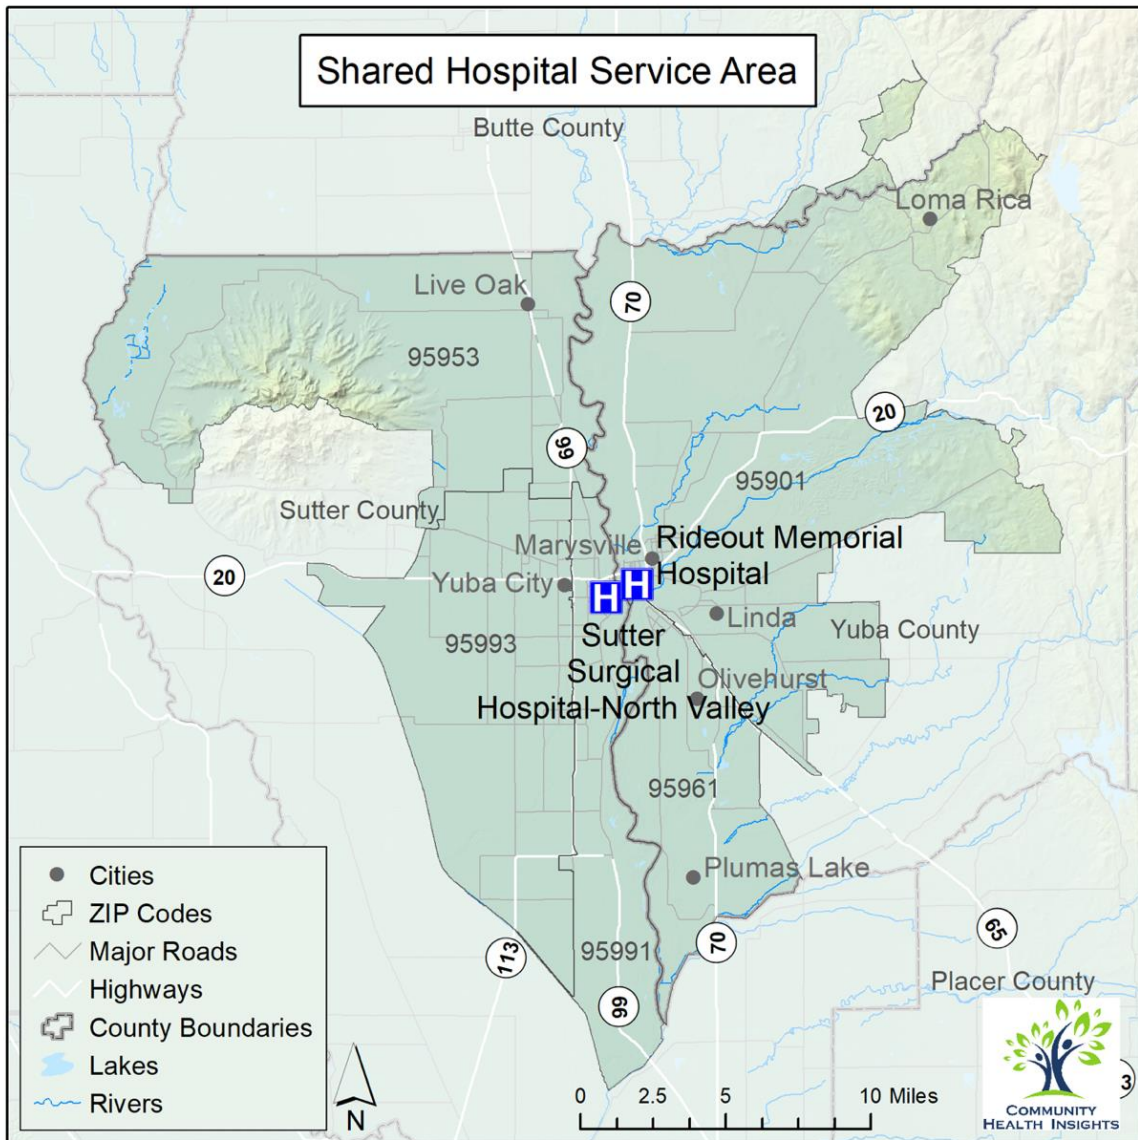 Shared Hospital Service Area
Butte County
Loma Rica
Live Oak
70
95953
20
99
95901
Sutter County
Marysville
Rideout Memorial
Hospital
20
Yuba City
H
H
Linda
Sutter
Surgical
Hospital-North Valley
Yuba County
95993
Olivehurst
95961
Plumas Lake
Cities
ZIP Codes
Major Roads
Highways
County Boundaries
Lakes
Rivers
113
95991
70
65
99
Placer County
N
0 2.5 5 10 Miles
3
COMMUNITY
HEALTH INSIGHTS